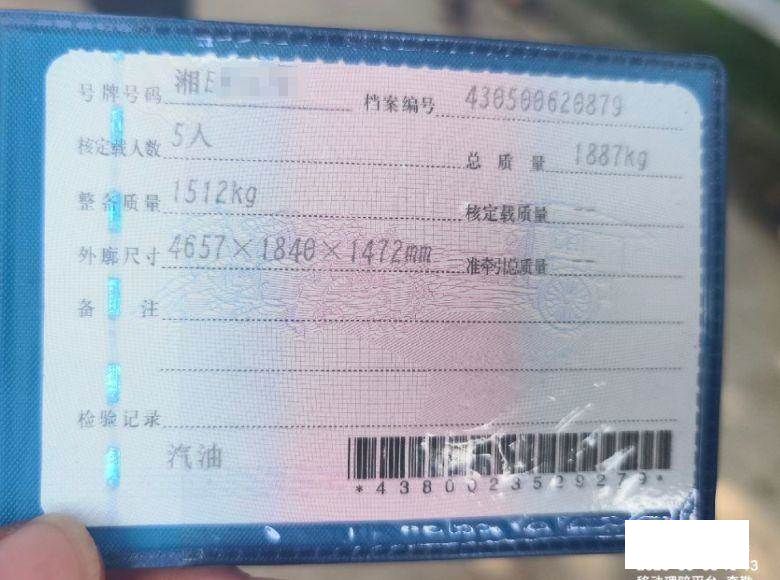 号牌号码 湘E 档案编号 430500620879
核定载人数 5人 总质量 1887kg
整备质量 1512kg 核定载质量 --
外廓尺寸 4657×1840×1472mm 准牵引总质量 --
备注
检验记录
汽油
*4380023529279*